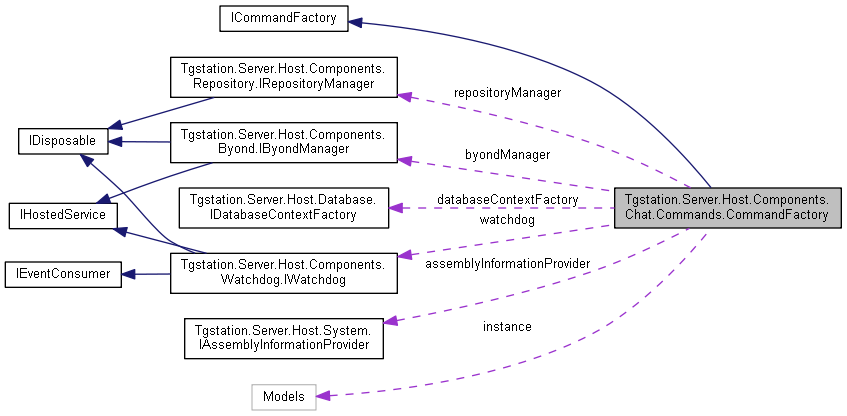 ICommandFactory
Tgstation.Server.Host.Components.
Repository.IRepositoryManager
repositoryManager
IDisposable
Tgstation.Server.Host.Components.
Byond.IByondManager
byondManager
Tgstation.Server.Host.Database.
IDatabaseContextFactory
databaseContextFactory
Tgstation.Server.Host.Components.
Chat.Commands.CommandFactory
IHostedService
watchdog
IEventConsumer
Tgstation.Server.Host.Components.
Watchdog.IWatchdog
assemblyInformationProvider
Tgstation.Server.Host.System.
IAssemblyInformationProvider
instance
Models